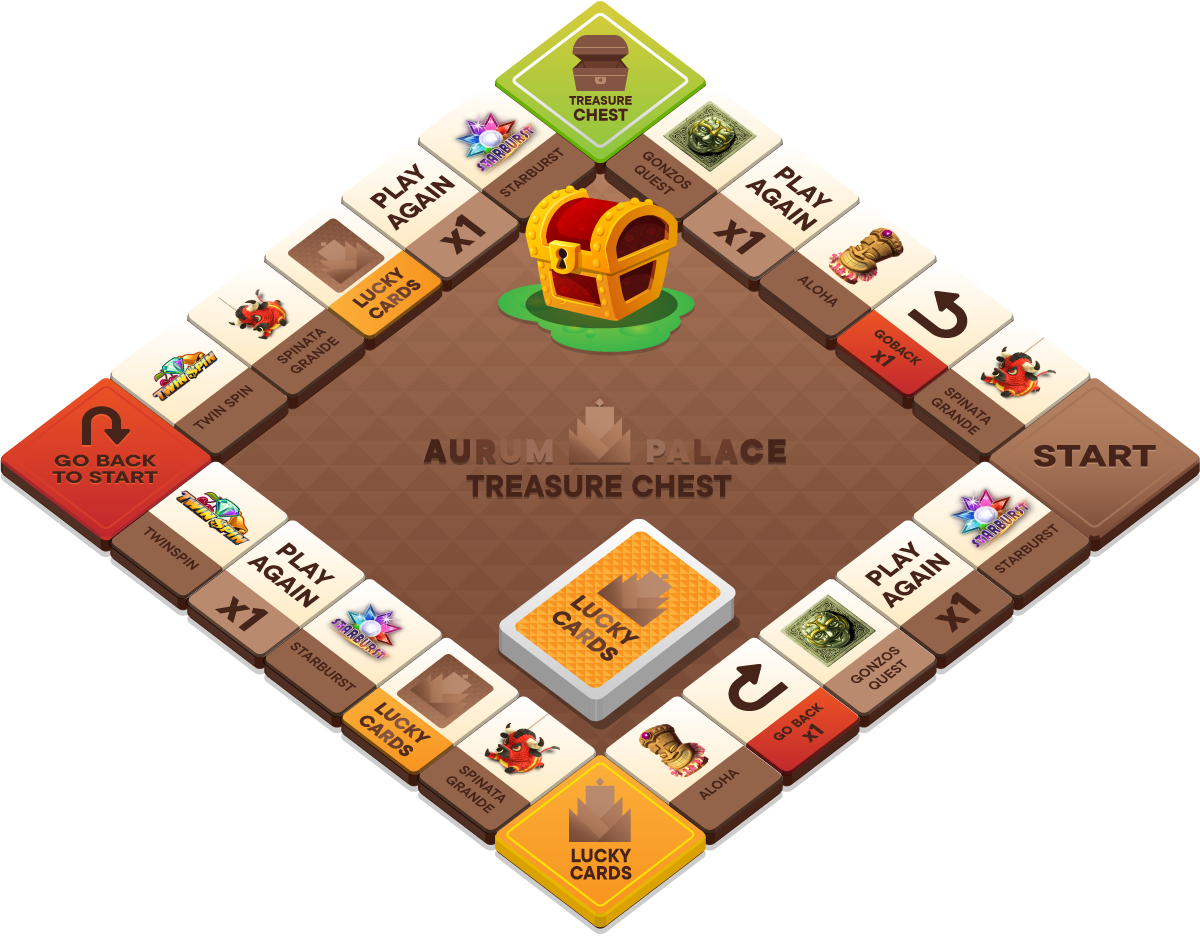 TREASURE
CHEST
GONZOS
QUEST
PLAY
AGAIN
x1
ALOHA
GOBACK
x1
SPINATA
GRANDE
START
STARBURST
STARBURST
PLAY
AGAIN
x1
GONZOS
QUEST
GO BACK
x1
ALOHA
LUCKY
CARDS
SPINATA
GRANDE
LUCKY
CARDS
STARBURST
STARBURST
PLAY
AGAIN
x1
TWIN SPIN
TWINSPIN
GO BACK
TO START
TWIN SPIN
TWIN SPIN
SPINATA
GRANDE
LUCKY
CARDS
PLAY
AGAIN
x1
STARBURST
STARBURST
AURUM PALACE
TREASURE CHEST
LUCKY
CARDS